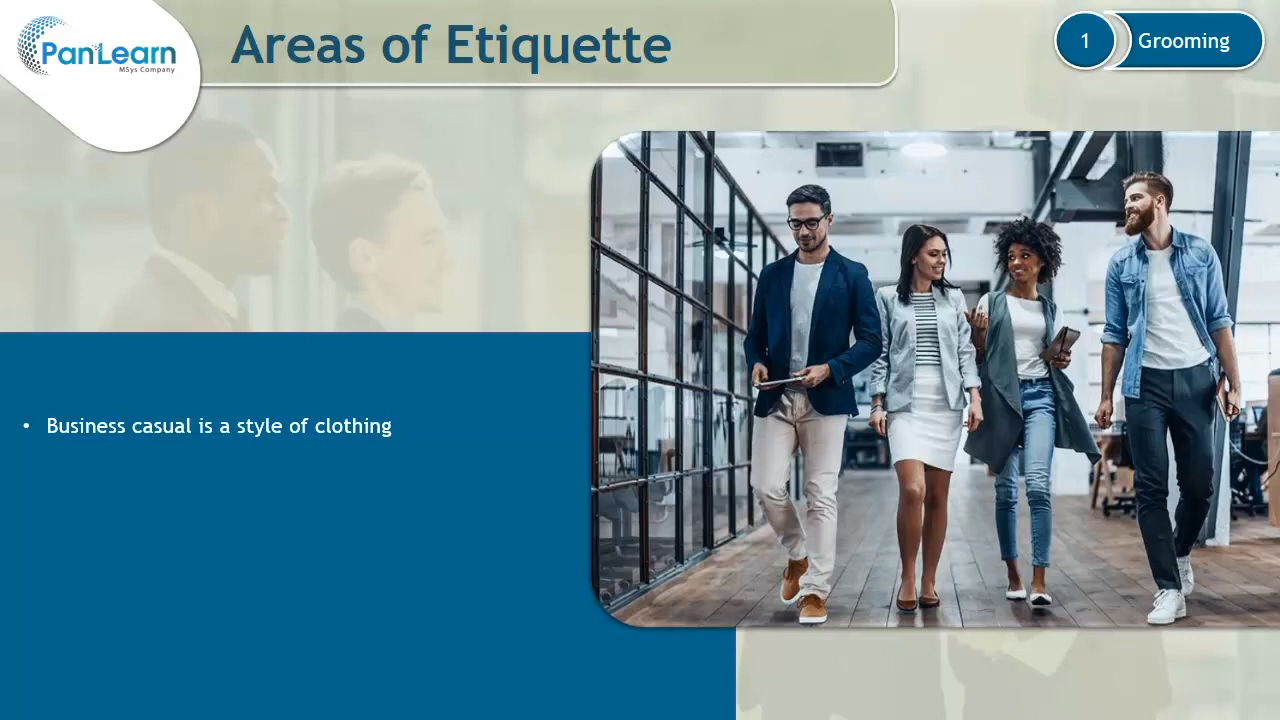 PanLearn
MSys Company
Areas of Etiquette
1
Grooming
• Business casual is a style of clothing